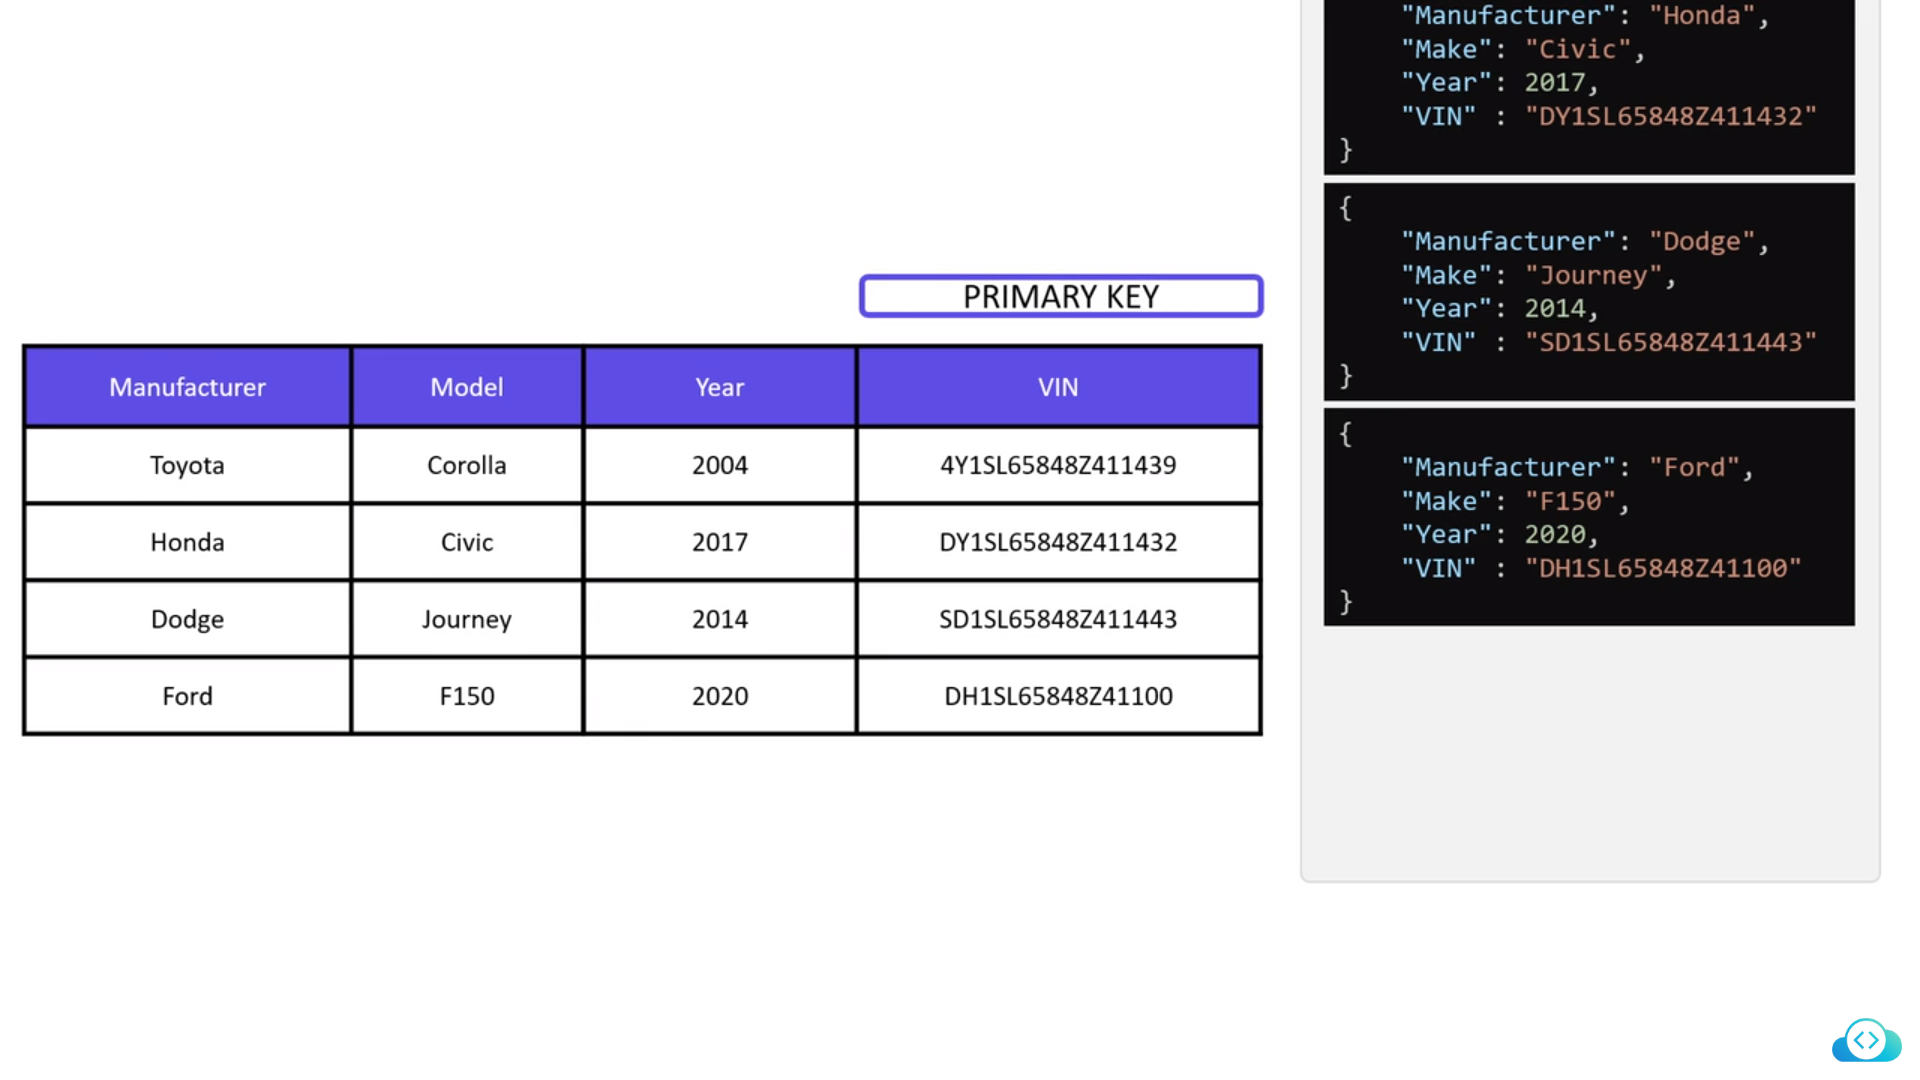 PRIMARY KEY
Manufacturer Model Year VIN
Toyota Corolla 2004 4Y1SL65848Z411439
Honda Civic 2017 DY1SL65848Z411432
Dodge Journey 2014 SD1SL65848Z411443
Ford F150 2020 DH1SL65848Z41100
"Manufacturer": "Honda",
"Make": "Civic",
"Year": 2017,
"VIN" : "DY1SL65848Z411432"
}
{
"Manufacturer": "Dodge",
"Make": "Journey",
"Year": 2014,
"VIN" : "SD1SL65848Z411443"
}
{
"Manufacturer": "Ford",
"Make": "F150",
"Year": 2020,
"VIN" : "DH1SL65848Z41100"
}